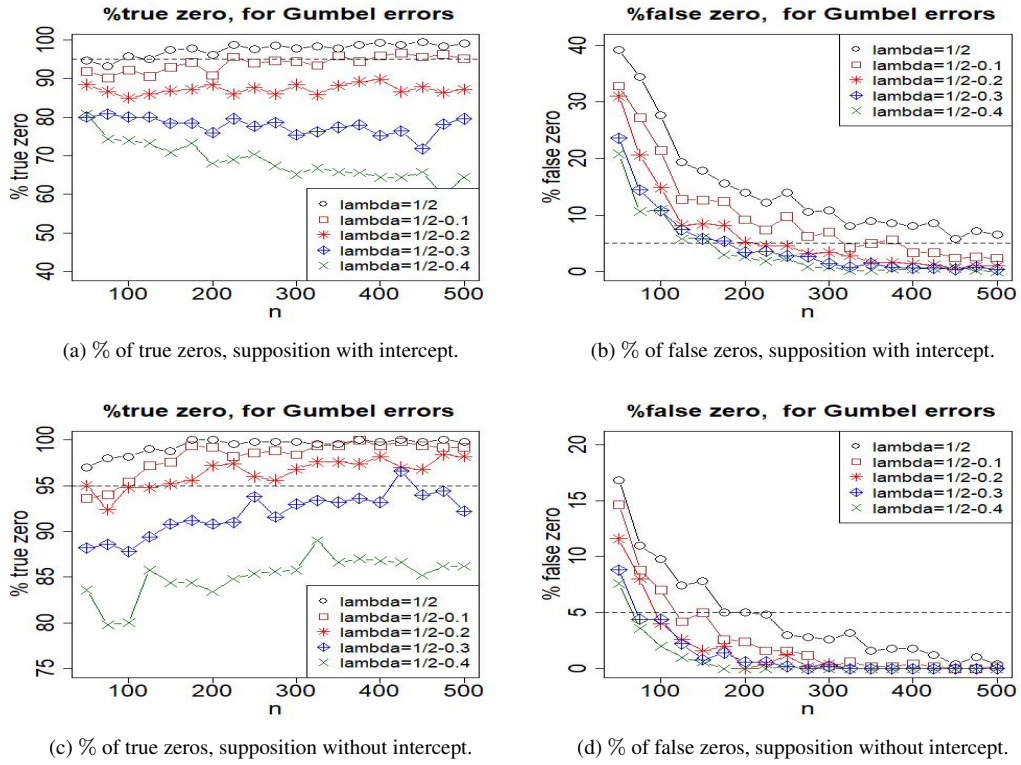 %true zero, for Gumbel errors
% true zero
100
90
80
70
60
50
40
lambda=1/2
lambda=1/2-0.1
lambda=1/2-0.2
lambda=1/2-0.3
lambda=1/2-0.4
100 200 300 400 500
n
(a) % of true zeros, supposition with intercept.
%false zero, for Gumbel errors
% false zero
40
30
20
10
0
lambda=1/2
lambda=1/2-0.1
lambda=1/2-0.2
lambda=1/2-0.3
lambda=1/2-0.4
100 200 300 400 500
n
(b) % of false zeros, supposition with intercept.
%true zero, for Gumbel errors
% true zero
100
95
90
85
80
75
lambda=1/2
lambda=1/2-0.1
lambda=1/2-0.2
lambda=1/2-0.3
lambda=1/2-0.4
100 200 300 400 500
n
(c) % of true zeros, supposition without intercept.
%false zero, for Gumbel errors
% false zero
20
15
10
5
0
lambda=1/2
lambda=1/2-0.1
lambda=1/2-0.2
lambda=1/2-0.3
lambda=1/2-0.4
100 200 300 400 500
n
(d) % of false zeros, supposition without intercept.